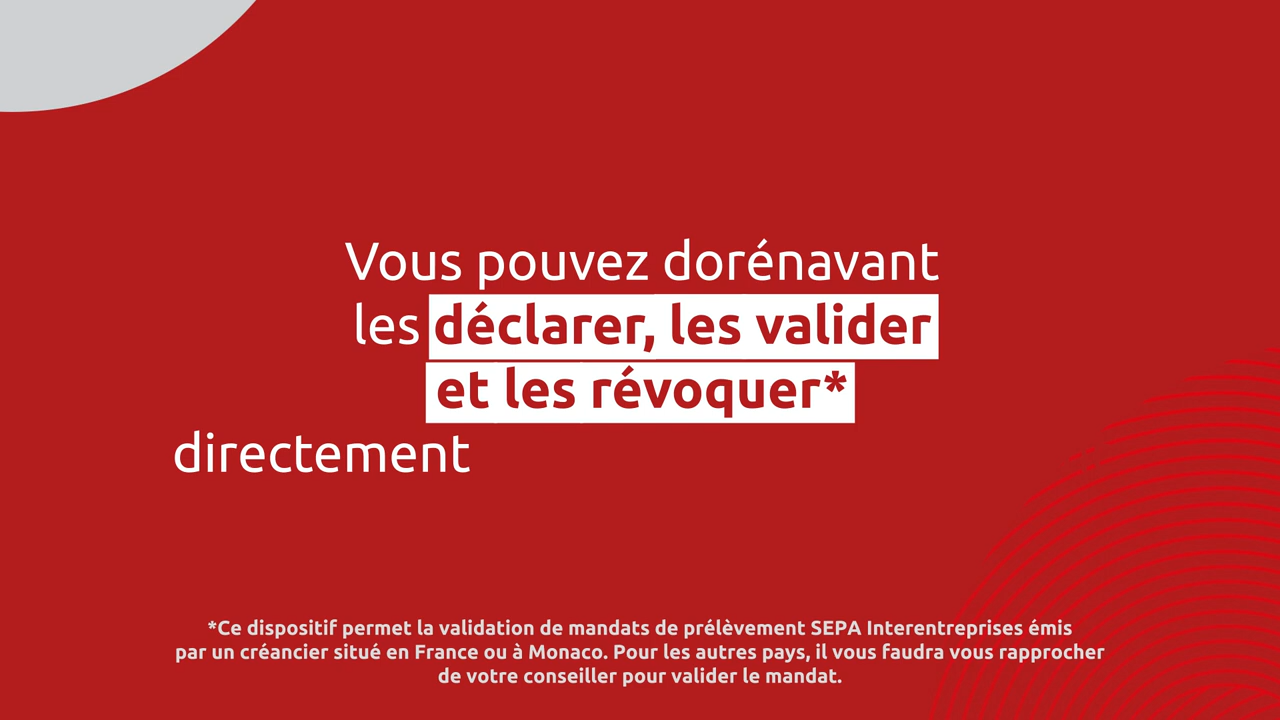 Vous pouvez dorénavant
les déclarer, les valider
et les révoquer*
directement
*Ce dispositif permet la validation de mandats de prélèvement SEPA Interentreprises émis
par un créancier situé en France ou à Monaco. Pour les autres pays, il vous faudra vous rapprocher
de votre conseiller pour valider le mandat.